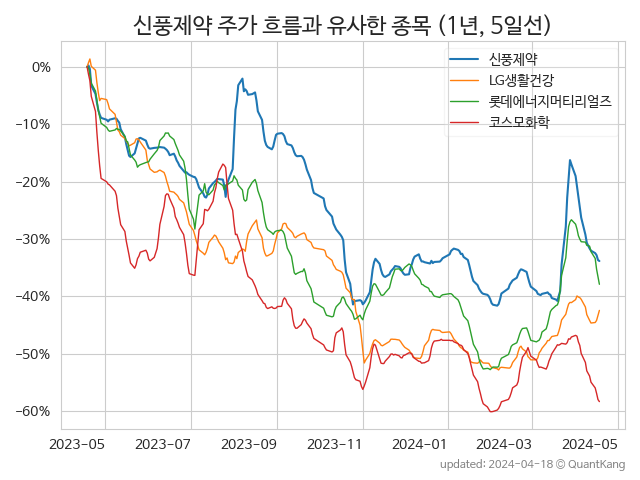 신풍제약 주가 흐름과 유사한 종목 (1년, 5일선)
신풍제약
LG생활건강
롯데에너지머티리얼즈
코스모화학
0%
−10%
−20%
−30%
−40%
−50%
−60%
2023-05 2023-07 2023-09 2023-11 2024-01 2024-03 2024-05
updated: 2024-04-18 © QuantKang